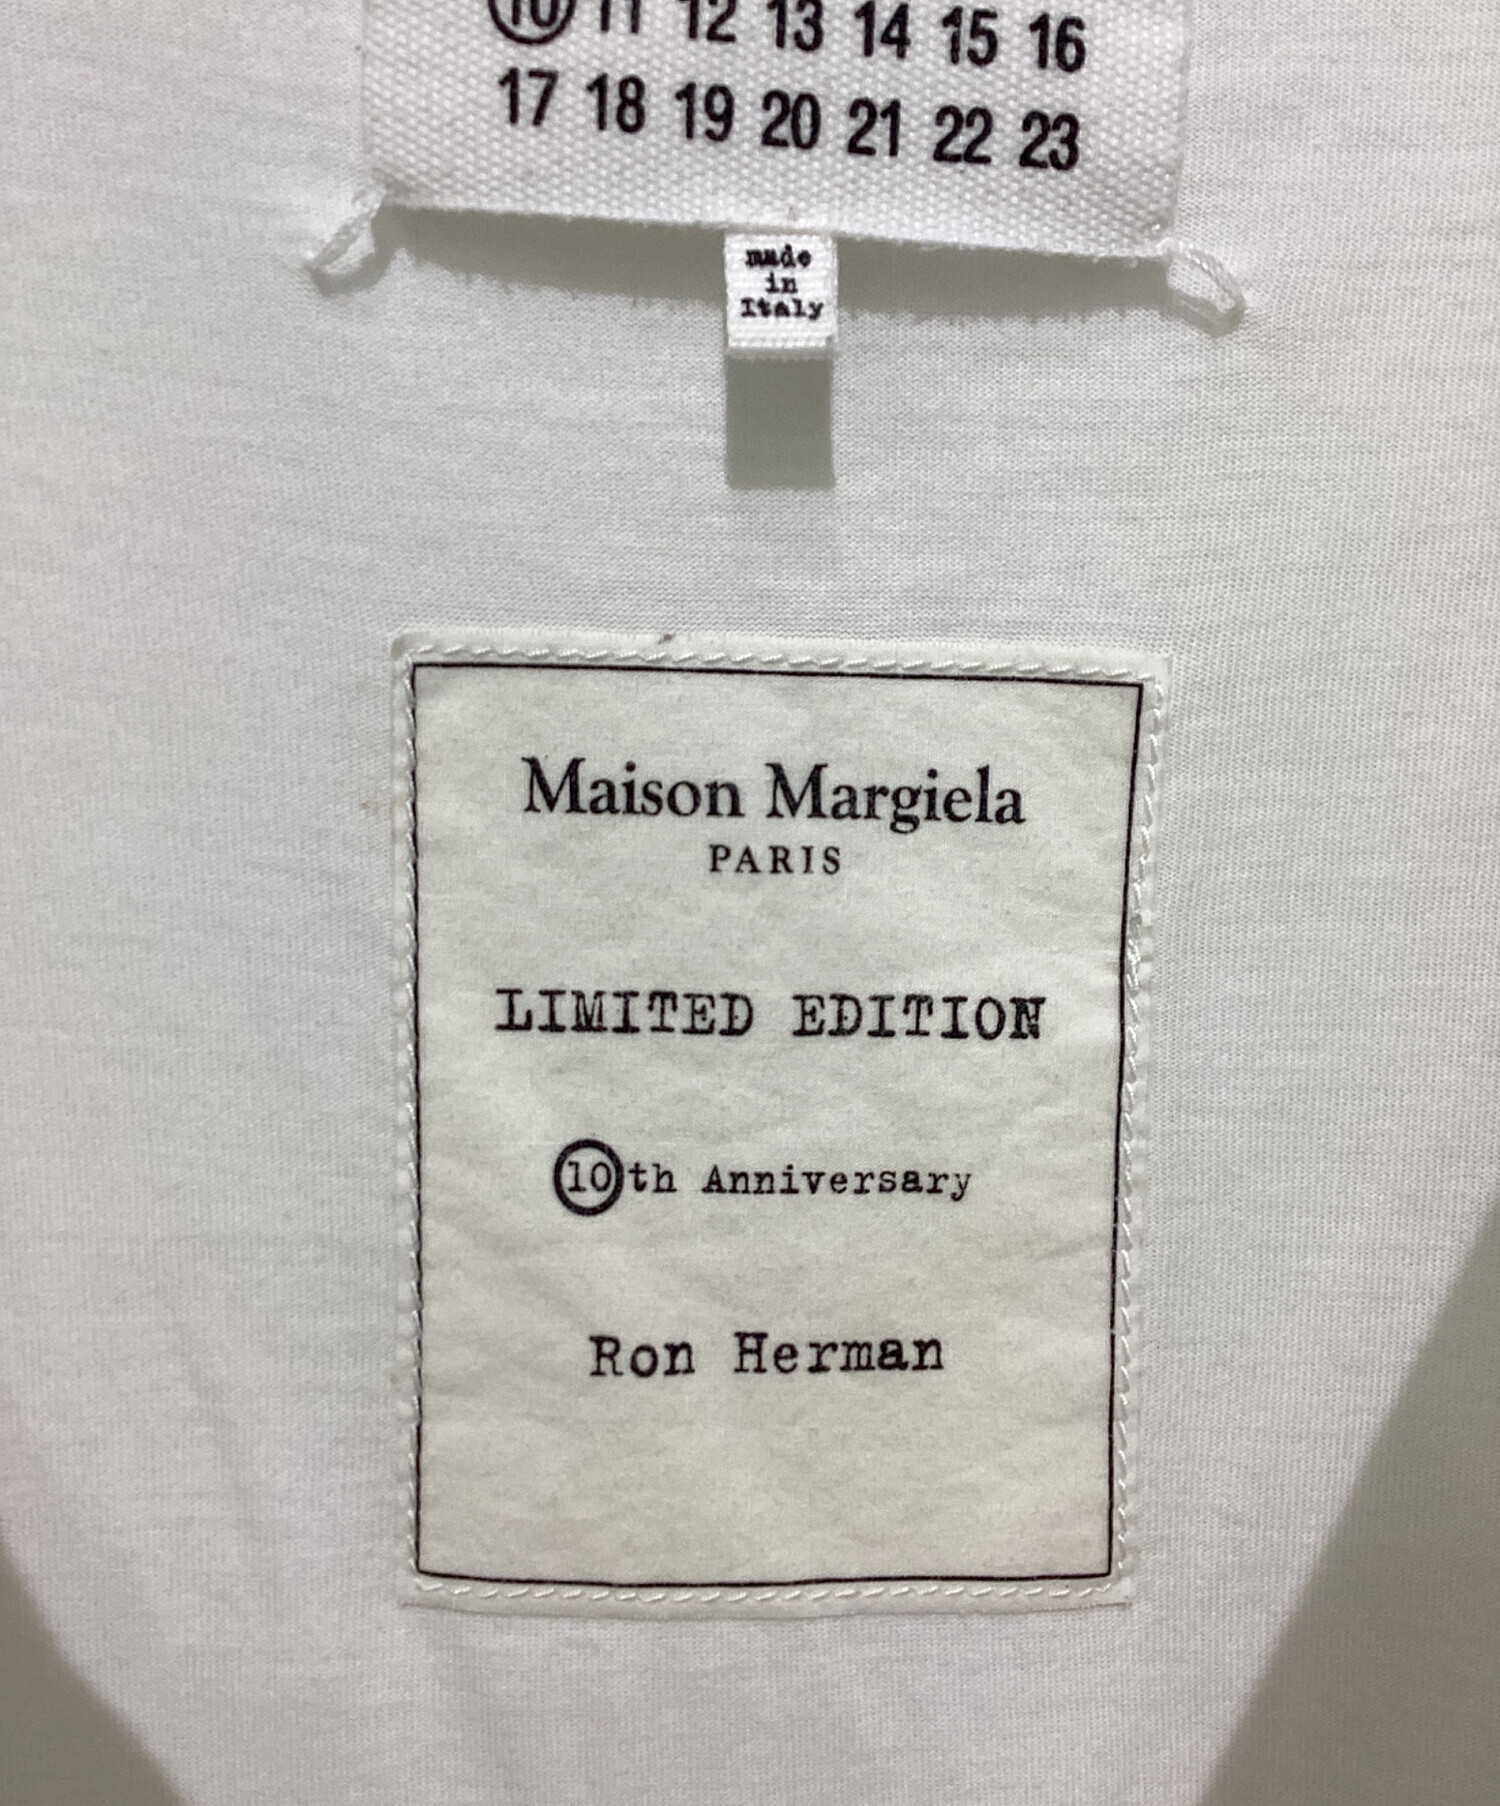 10 11 12 13 14 15 16
17 18 19 20 21 22 23
made
in
Italy
Maison Margiela
PARIS
LIMITED EDITION
10th Anniversary
Ron Herman